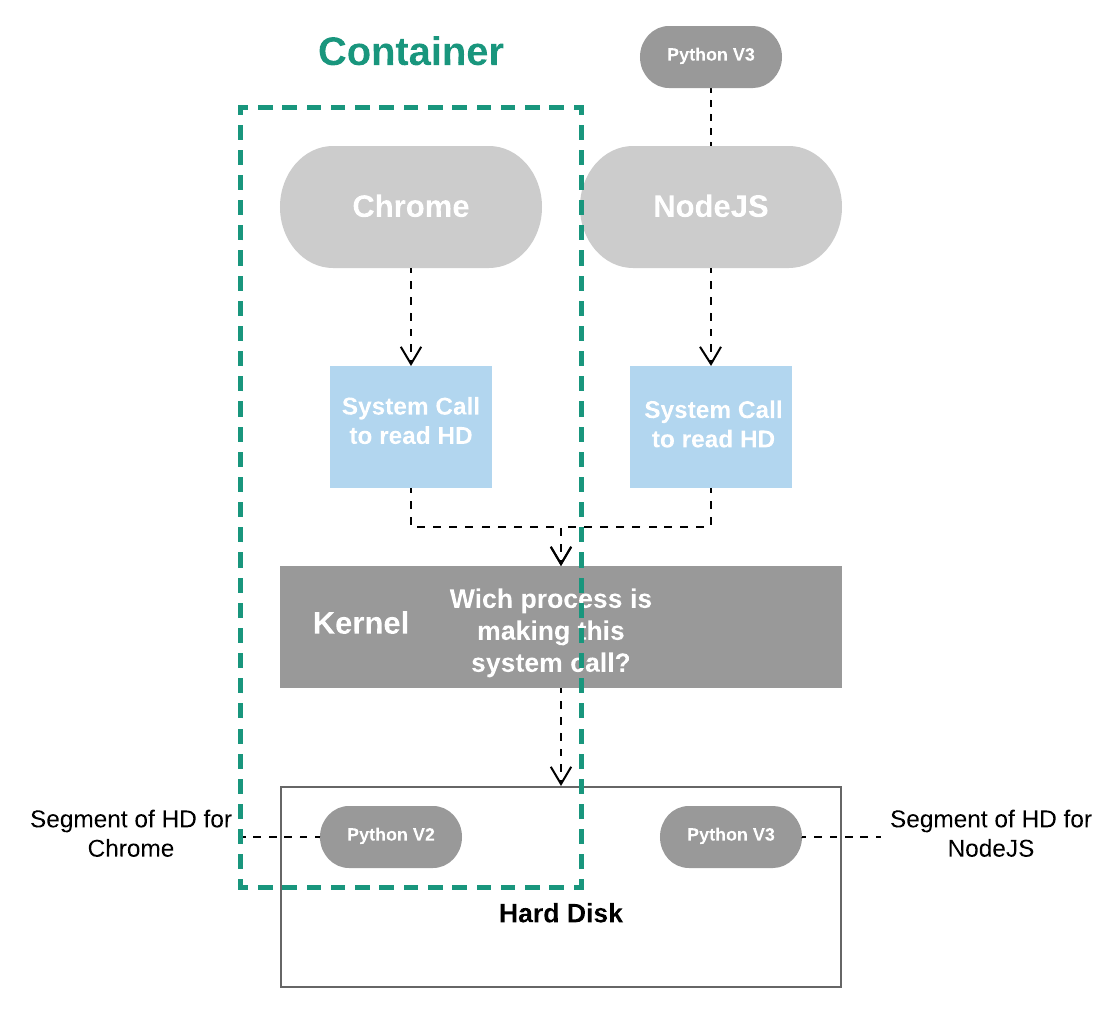 Container
Python V3
Chrome
NodeJS
System Call
to read HD
System Call
to read HD
Kernel
Wich process is
making this
system call?
Segment of HD for
Chrome
Python V2
Python V3
Segment of HD for
NodeJS
Hard Disk